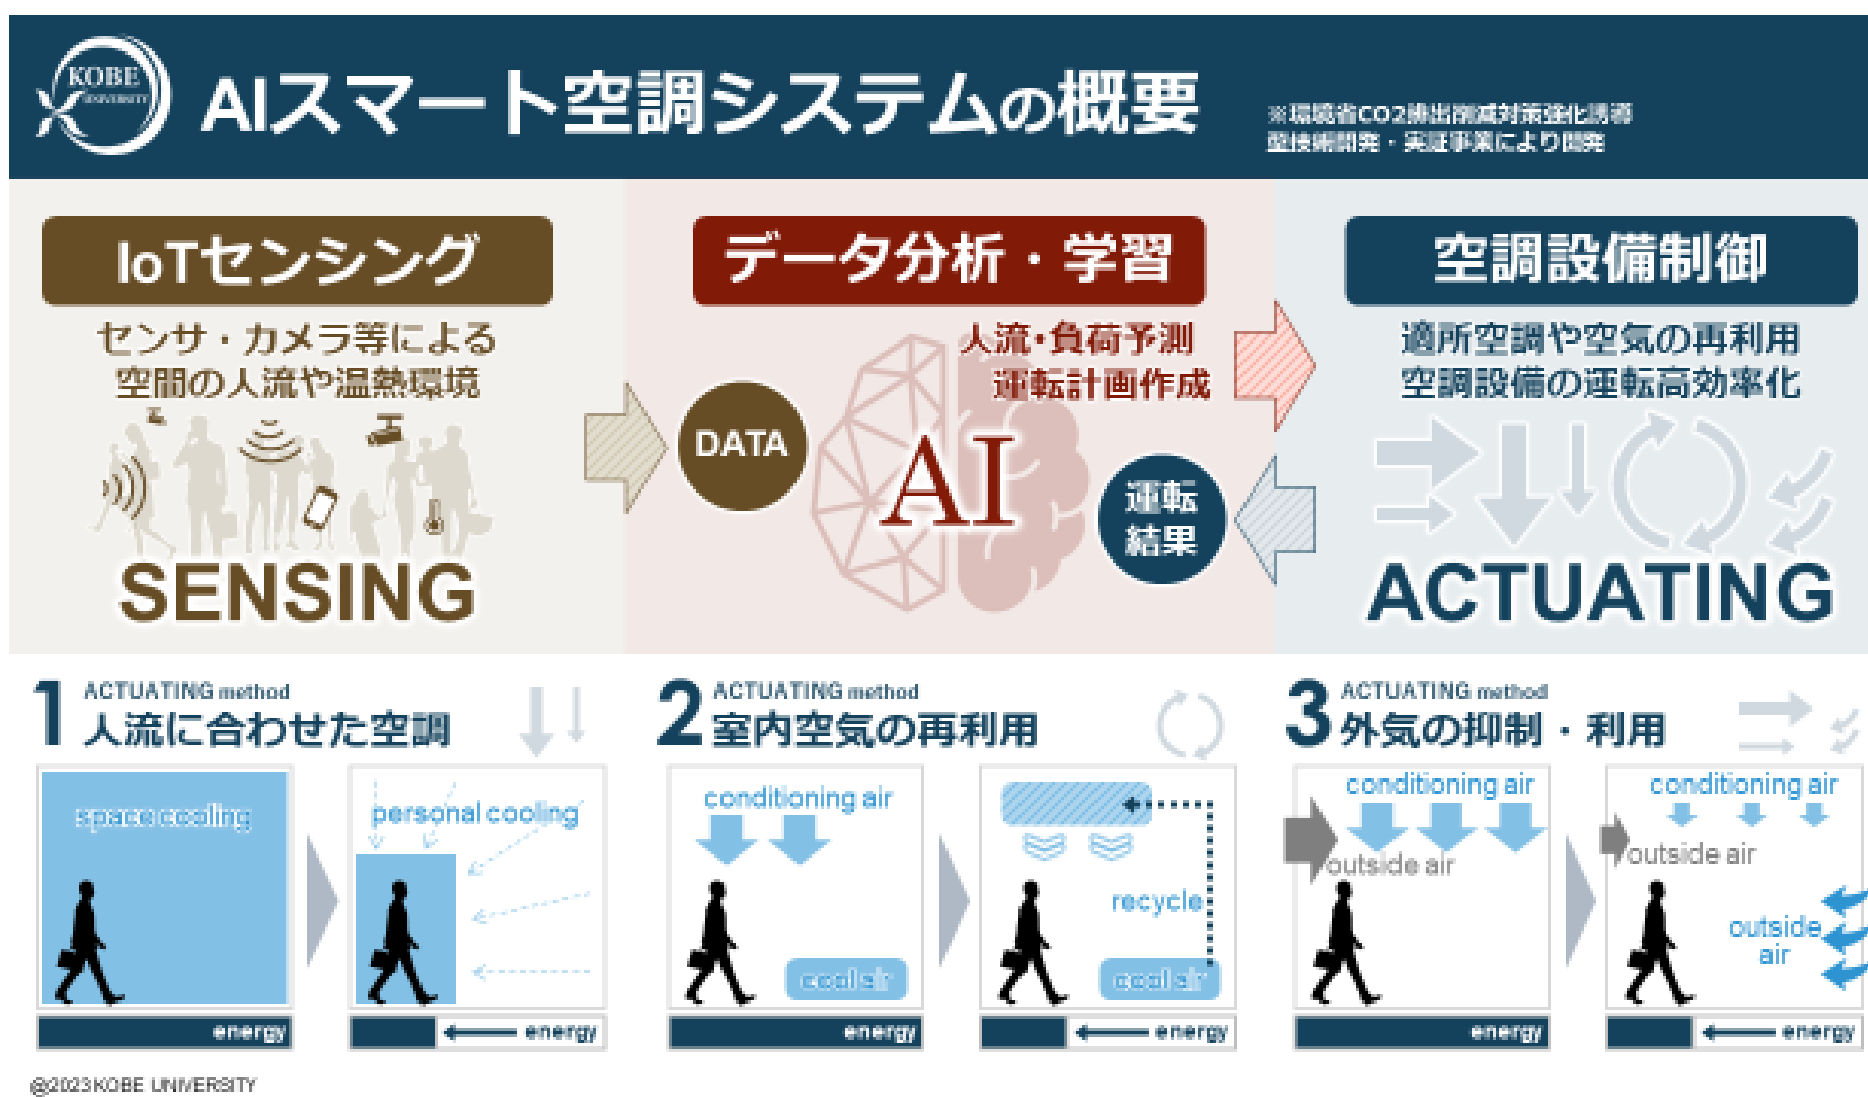 KOBE
UNIVERSITY
AIスマート空調システムの概要
※環境省CO2排出削減対策強化誘導
型技術開発・実証事業により開発
IoTセンシング
センサ・カメラ等による
空間の人流や温熱環境
SENSING
データ分析・学習
人流・負荷予測
運転計画作成
DATA
AI
運転
結果
空調設備制御
適所空調や空気の再利用
空調設備の運転高効率化
ACTUATING
1 ACTUATING method
人流に合わせた空調
space cooling
energy
personal cooling
energy
2 ACTUATING method
室内空気の再利用
conditioning air
cool air
energy
recycle
cool air
energy
3 ACTUATING method
外気の抑制・利用
conditioning air
outside air
energy
conditioning air
outside air
outside
air
energy
@2023 KOBE UNIVERSITY